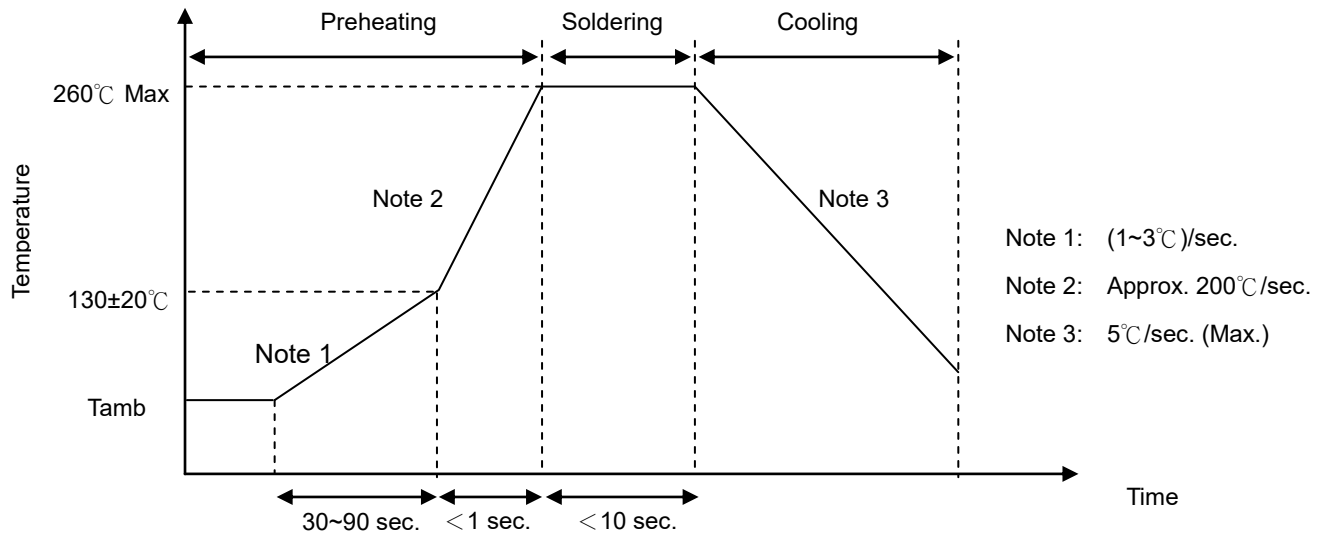 Preheating Soldering Cooling
260℃ Max
Temperature
Note 2
Note 3
Note 1: (1~3℃)/sec.
Note 2: Approx. 200℃/sec.
130±20℃
Note 3: 5℃/sec. (Max.)
Note 1
Tamb
Time
30~90 sec. <1 sec. <10 sec.